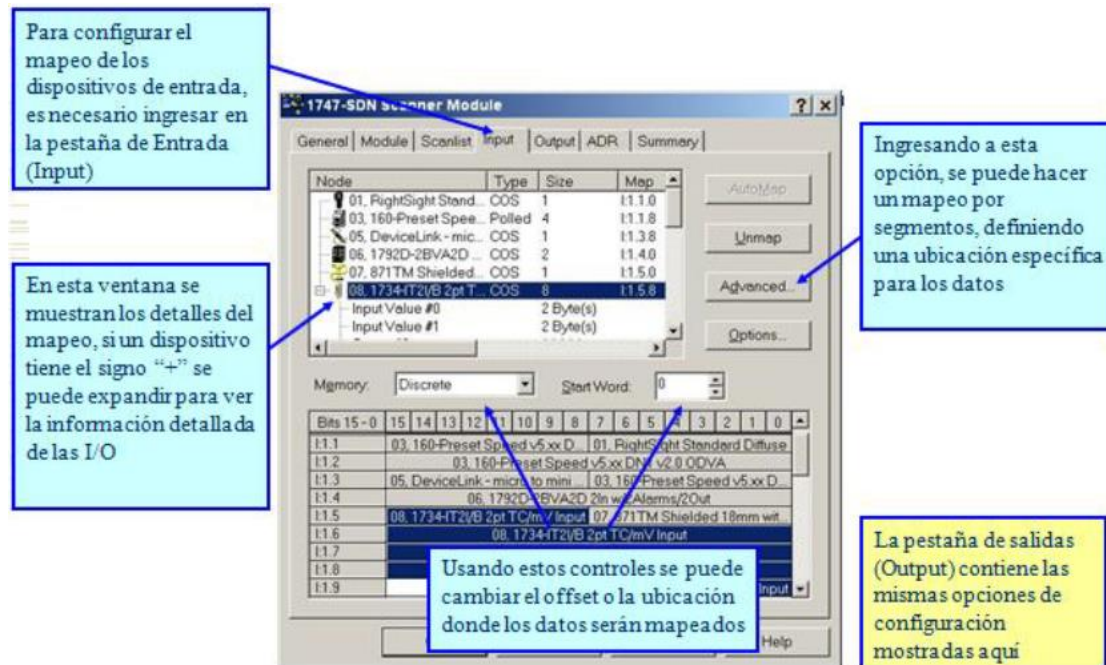 Para configurar el
mapeo de los
dispositivos de entrada,
es necesario ingresar en
la pestaña de Entrada
(Input)
En esta ventana se
muestran los detalles del
mapeo, si un dispositivo
tiene el signo “+” se
puede expandir para ver
la información detallada
de las I/O
1747-SDN Scanner Module
General Module Scanlist Input Output ADR Summary
Node Type Size Map
01, RightSight Stand... COS 1 I:1.1.0
03, 160-Preset Spee... Polled 4 I:1.1.8
05, DeviceLink - mic... COS 1 I:1.3.8
06, 1792D-2BVA2D ... COS 2 I:1.4.0
07, 871TM Shielded... COS 1 I:1.5.0
08, 1734-IT2I/B 2pt T... COS 8 I:1.5.8
Input Value #0 2 Byte(s)
Input Value #1 2 Byte(s)
AutoMap
Unmap
Advanced...
Options...
Memory: Discrete Start Word: 0
Bits 15 - 0 15 14 13 12 11 10 9 8 7 6 5 4 3 2 1 0
I:1.1 03, 160-Preset Speed v5.xx D... 01, RightSight Standard Diffuse
I:1.2 03, 160-Preset Speed v5.xx DN v2.0 ODVA
I:1.3 05, DeviceLink - micro to mini ... 03, 160-Preset Speed v5.xx D...
I:1.4 06, 1792D-2BVA2D 2In w/2Alarms/2Out
I:1.5 08, 1734-IT2I/B 2pt TC/mV Input 07, 871TM Shielded 18mm wit...
I:1.6 08, 1734-IT2I/B 2pt TC/mV Input
I:1.7
I:1.8
I:1.9 Input
Help
Usando estos controles se puede
cambiar el offset o la ubicación
donde los datos serán mapeados
Ingresando a esta
opción, se puede hacer
un mapeo por
segmentos, definiendo
una ubicación específica
para los datos
La pestaña de salidas
(Output) contiene las
mismas opciones de
configuración
mostradas aquí